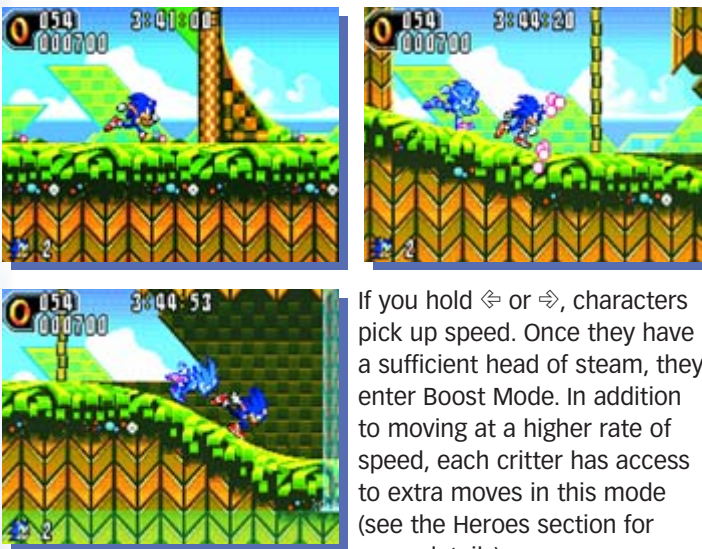 054
3:41:00
000700
2
054
3:44:20
000700
2
054
3:44:53
000700
2
If you hold ⇦ or ⇨, characters
pick up speed. Once they have
a sufficient head of steam, they
enter Boost Mode. In addition
to moving at a higher rate of
speed, each critter has access
to extra moves in this mode
(see the Heroes section for
details)